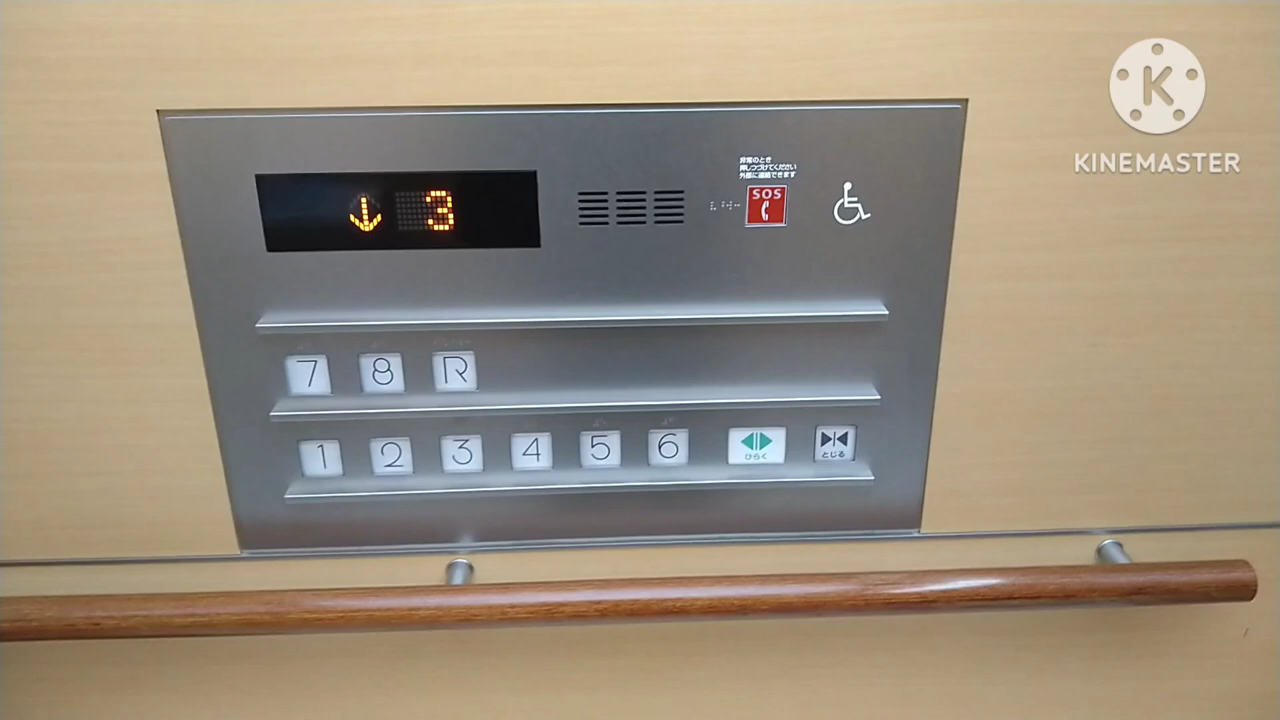 K
KINEMASTER
非常のとき
押しつづけてください
外部に連絡できます
SOS
3
7 8 R
1 2 3 4 5 6
ひらく とじる